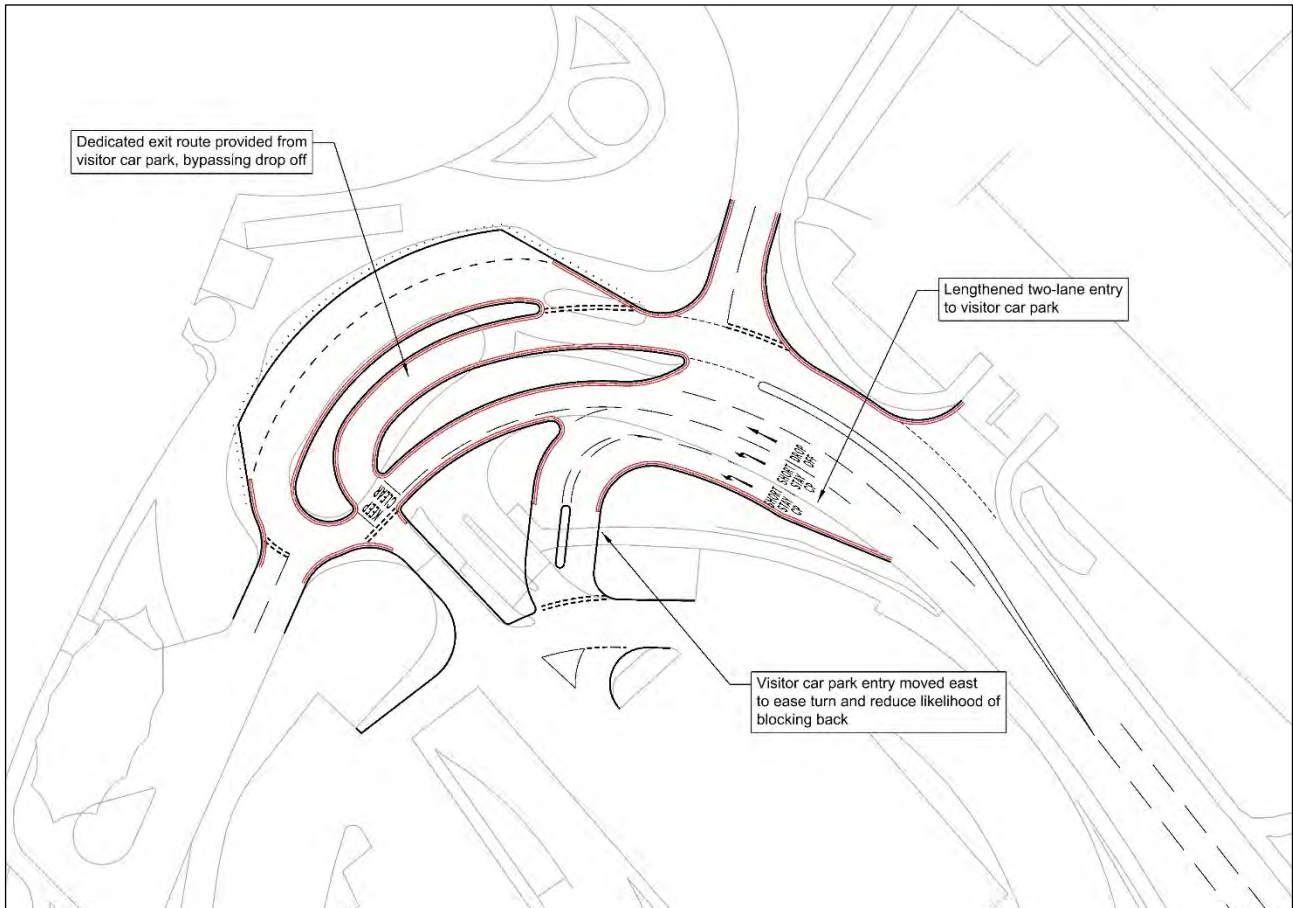 Dedicated exit route provided from
visitor car park, bypassing drop off
Lengthened two-lane entry
to visitor car park
DROP
OFF
SHORT
STAY
CP
SHORT
STAY
CP
KEEP
CLEAR
Visitor car park entry moved east
to ease turn and reduce likelihood of
blocking back